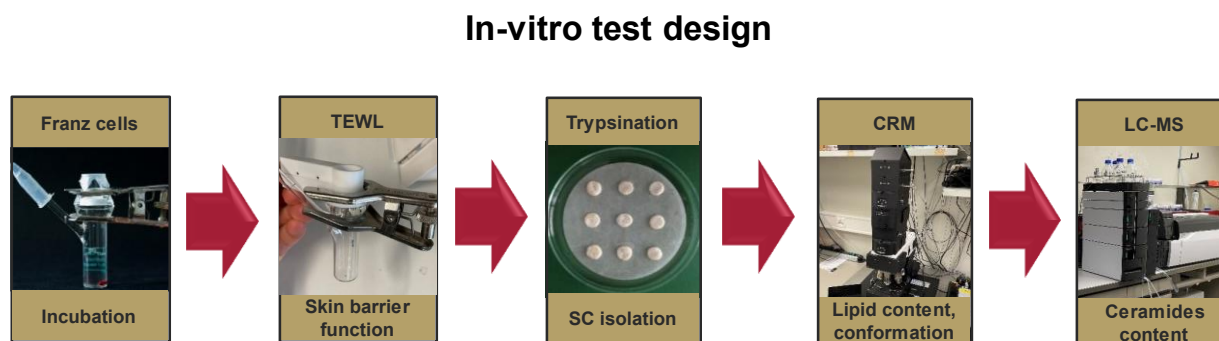 In-vitro test design
Franz cells
TEWL
Trypsination
CRM
LC-MS
Incubation
Skin barrier
function
SC isolation
Lipid content,
conformation
Ceramides
content